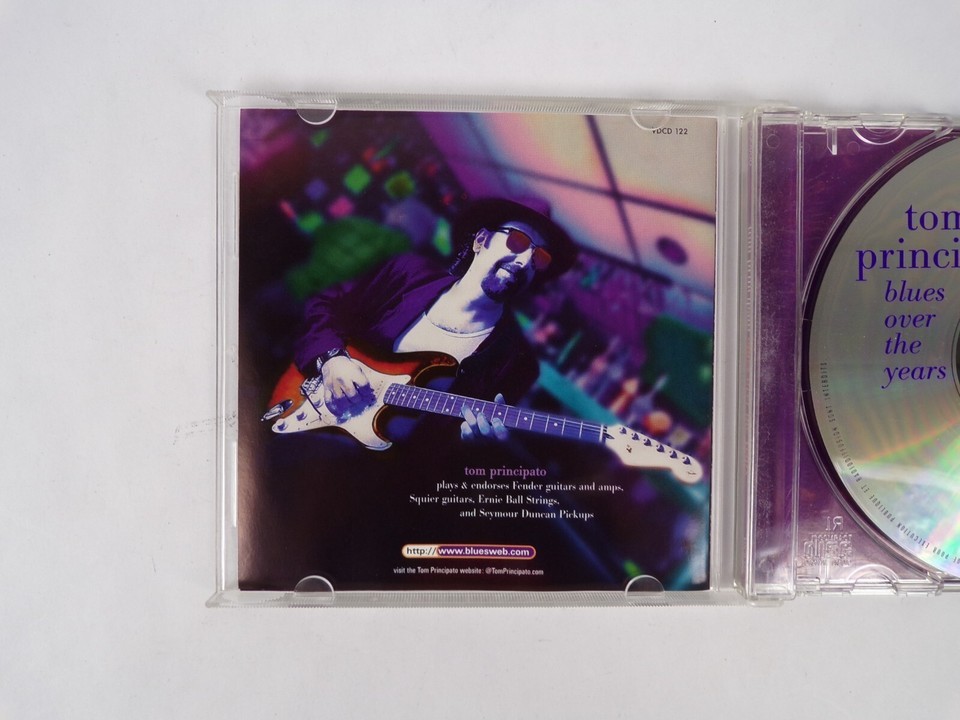 VDCD 122
tom principato
plays & endorses Fender guitars and amps,
Squier guitars, Ernie Ball Strings,
and Seymour Duncan Pickups
http://www.bluesweb.com
visit the Tom Principato website: @TomPrincipato.com
tom
princi
blues
over
the
years